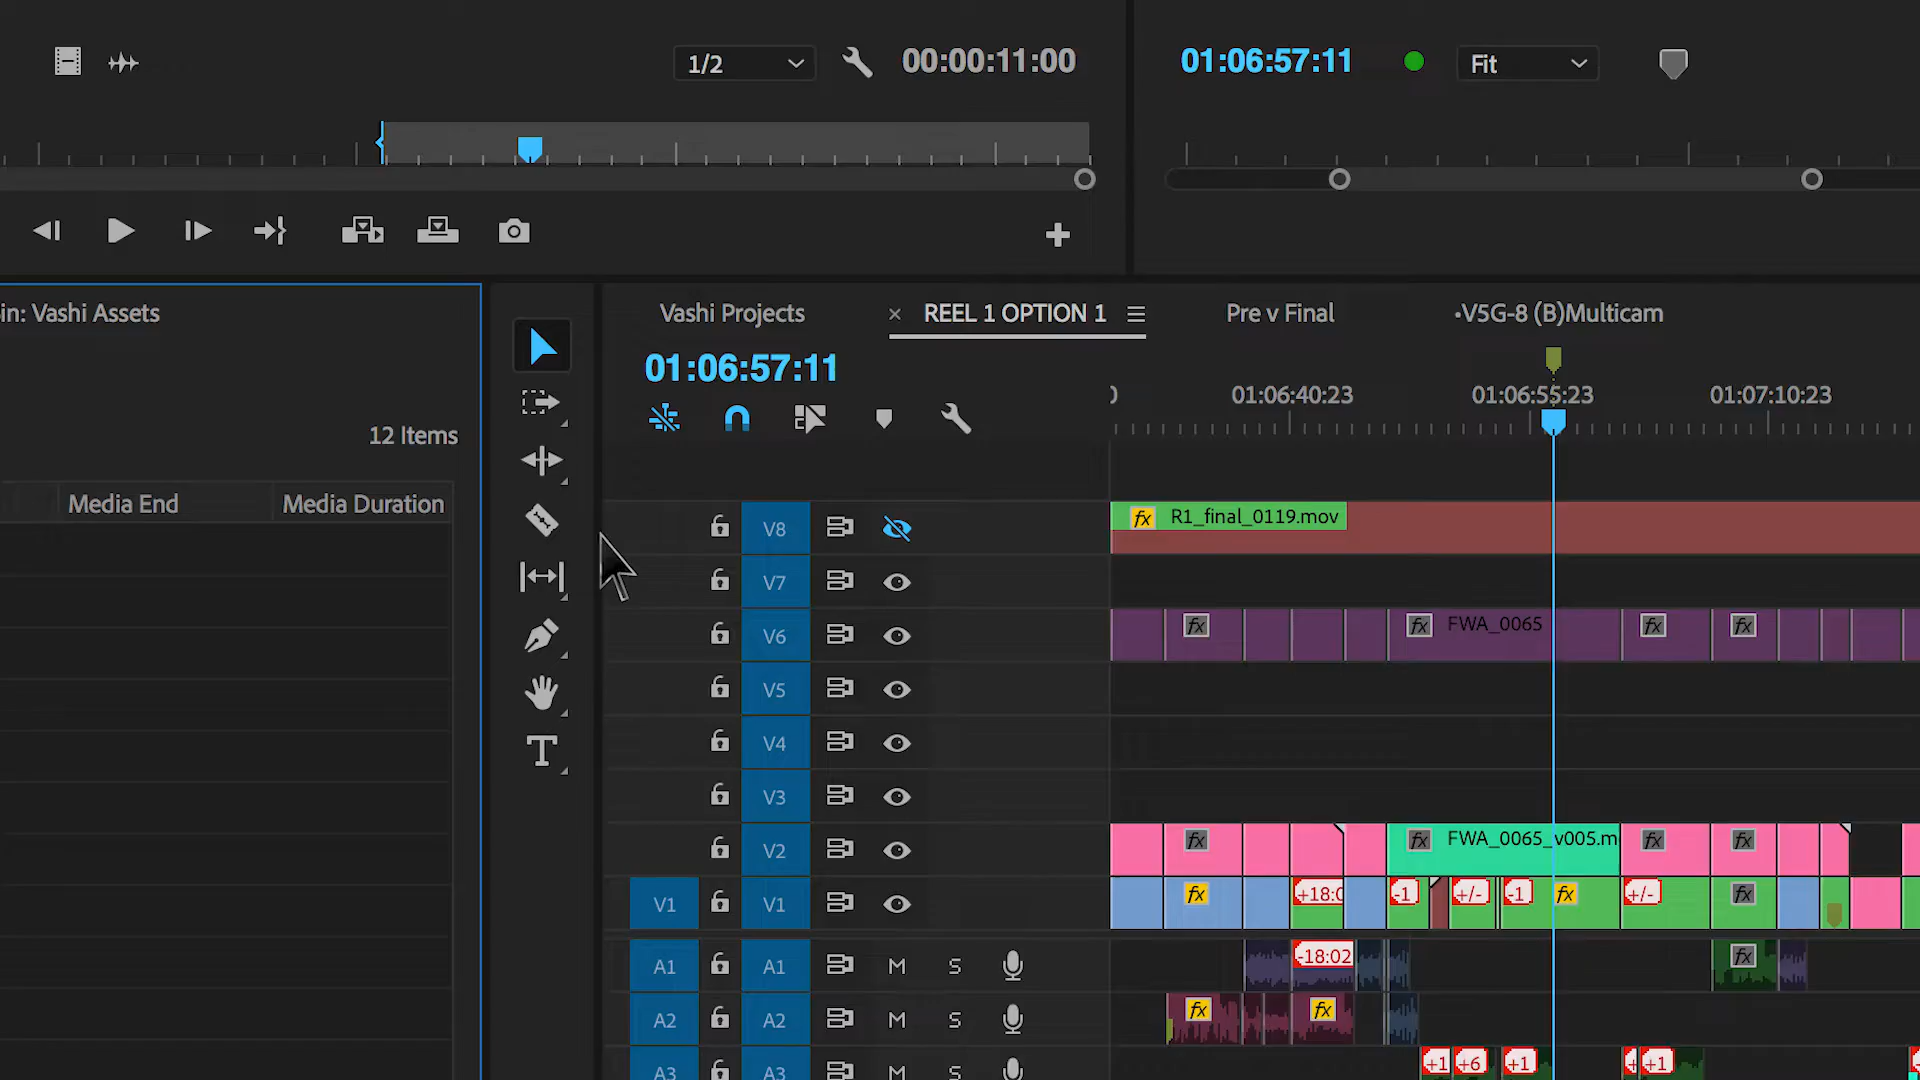 1/2
00:00:11:00
01:06:57:11
Fit
in: Vashi Assets
12 Items
Media End
Media Duration
Vashi Projects
× REEL 1 OPTION 1
Pre v Final
•V5G-8 (B)Multicam
01:06:57:11
01:06:40:23
01:06:55:23
01:07:10:23
V8
fx R1_final_0119.mov
V7
V6
fx
fx FWA_0065
fx
fx
V5
V4
V3
V2
fx
fx FWA_0065_v005.m
fx
fx
V1
V1
fx
+18:0
-1
+/-
-1
fx
+/-
fx
A1
A1
M
S
-18:02
fx
A2
A2
M
S
fx
fx
A3
A3
M
S
+1
+6
+1
+1